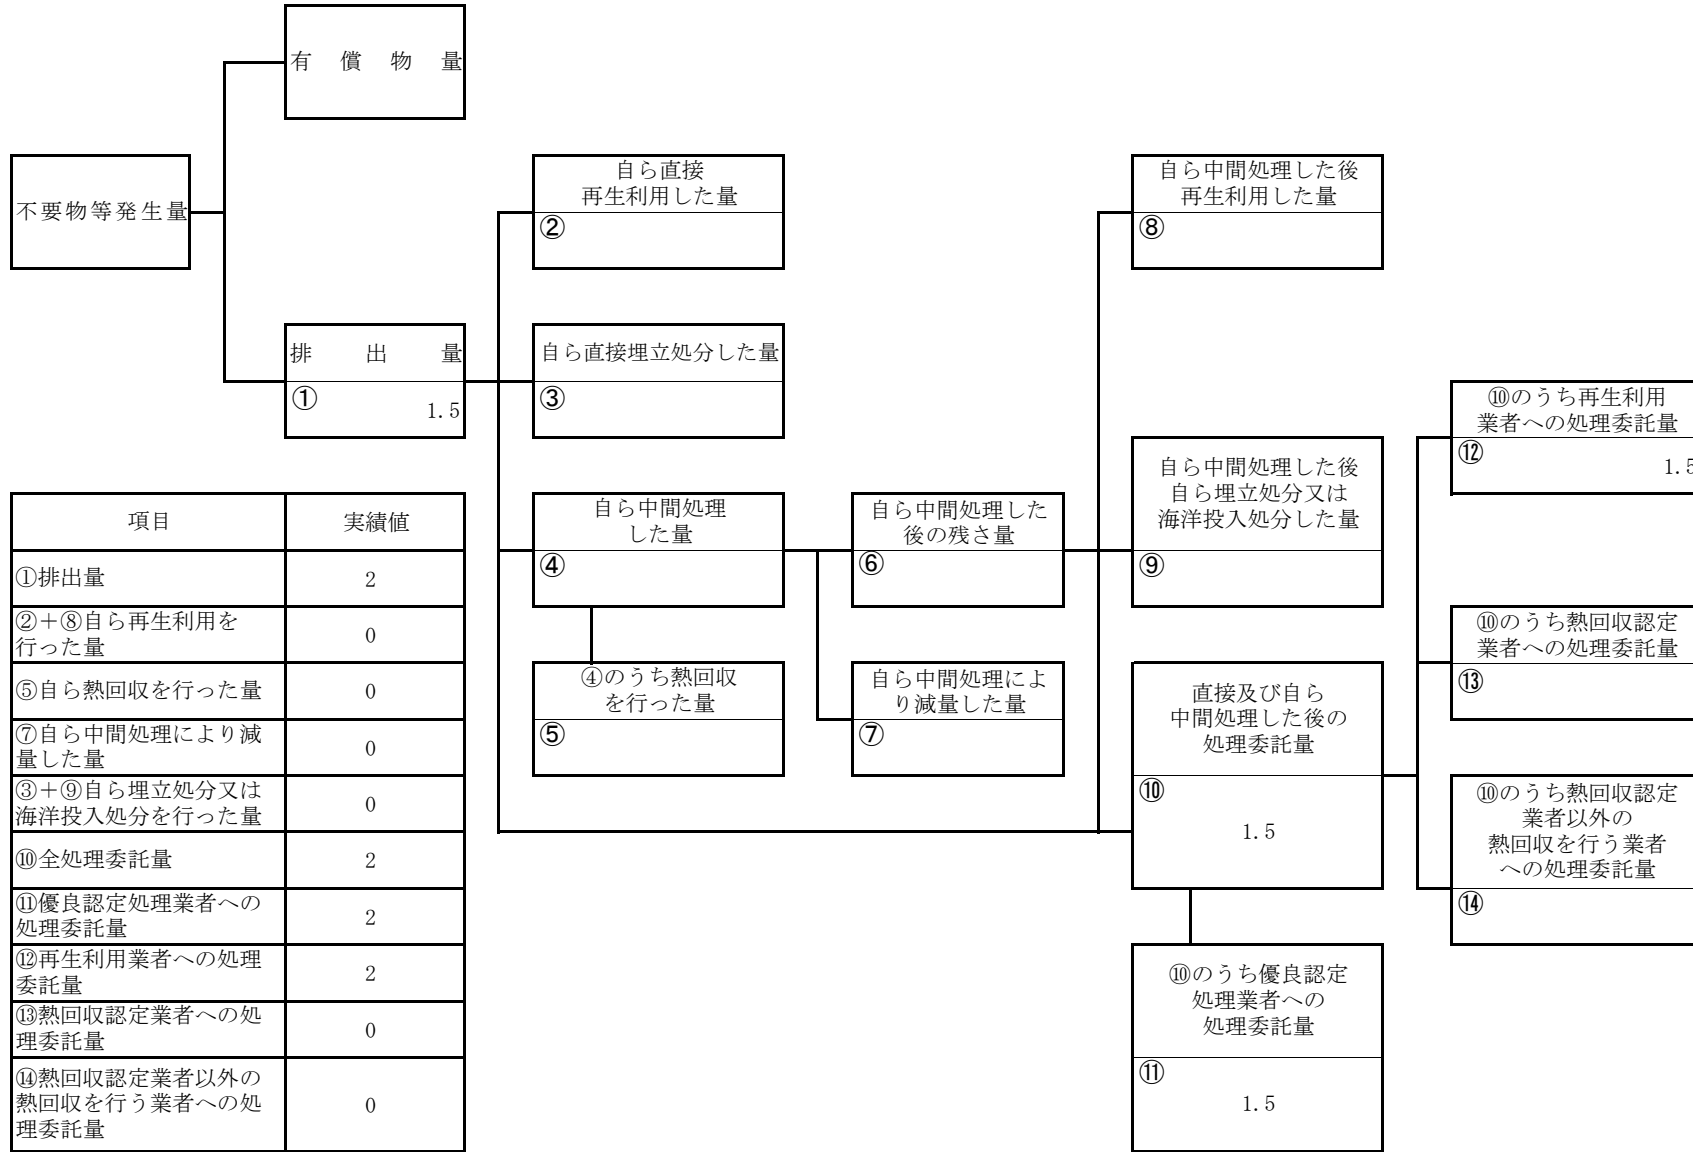 有償物量
不要物等発生量
自ら直接
再生利用した量
②
自ら中間処理した後
再生利用した量
⑧
排出量
①
1.5
自ら直接埋立処分した量
③
⑩のうち再生利用
業者への処理委託量
⑫
1.5
自ら中間処理
した量
④
自ら中間処理した
後の残さ量
⑥
自ら中間処理した後
自ら埋立処分又は
海洋投入処分した量
⑨
④のうち熱回収
を行った量
⑤
自ら中間処理によ
り減量した量
⑦
直接及び自ら
中間処理した後の
処理委託量
⑩
1.5
⑩のうち熱回収認定
業者への処理委託量
⑬
⑩のうち熱回収認定
業者以外の
熱回収を行う業者
への処理委託量
⑭
⑩のうち優良認定
処理業者への
処理委託量
⑪
1.5
項目 実績値
①排出量 2
②＋⑧自ら再生利用を
行った量 0
⑤自ら熱回収を行った量 0
⑦自ら中間処理により減
量した量 0
③＋⑨自ら埋立処分又は
海洋投入処分を行った量 0
⑩全処理委託量 2
⑪優良認定処理業者への
処理委託量 2
⑫再生利用業者への処理
委託量 2
⑬熱回収認定業者への処
理委託量 0
⑭熱回収認定業者以外の
熱回収を行う業者への処
理委託量 0